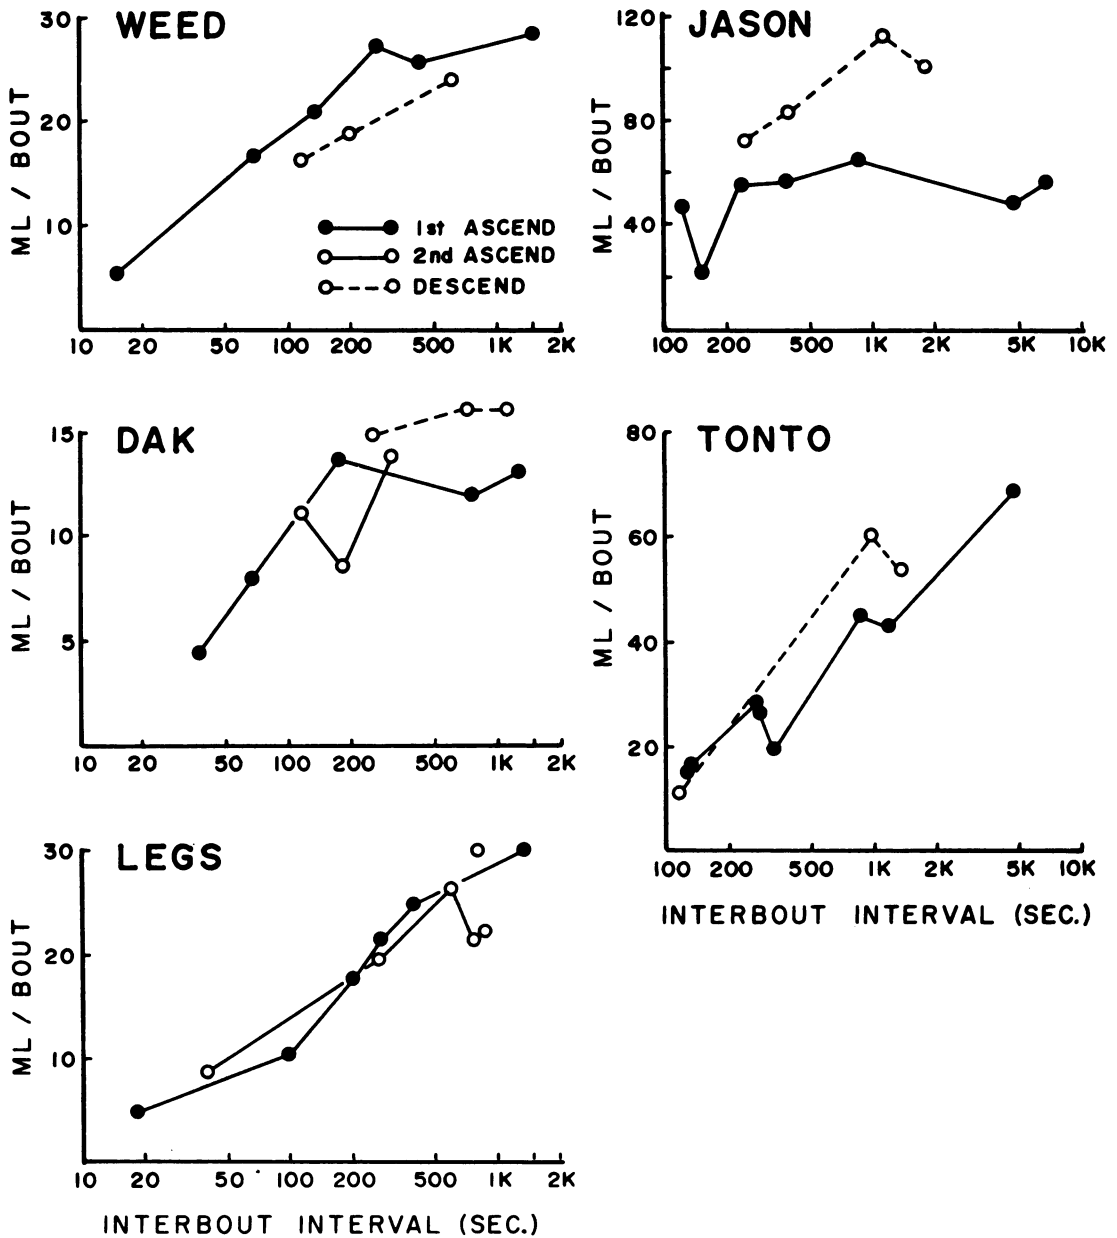 WEED
ML / BOUT
30
20
10
1st ASCEND
2nd ASCEND
DESCEND
10 20 50 100 200 500 1K 2K
JASON
ML / BOUT
120
80
40
100 200 500 1K 2K 5K 10K
DAK
ML / BOUT
15
10
5
10 20 50 100 200 500 1K 2K
TONTO
ML / BOUT
80
60
40
20
100 200 500 1K 2K 5K 10K
INTERBOUT INTERVAL (SEC.)
LEGS
ML / BOUT
30
20
10
10 20 50 100 200 500 1K 2K
INTERBOUT INTERVAL (SEC.)